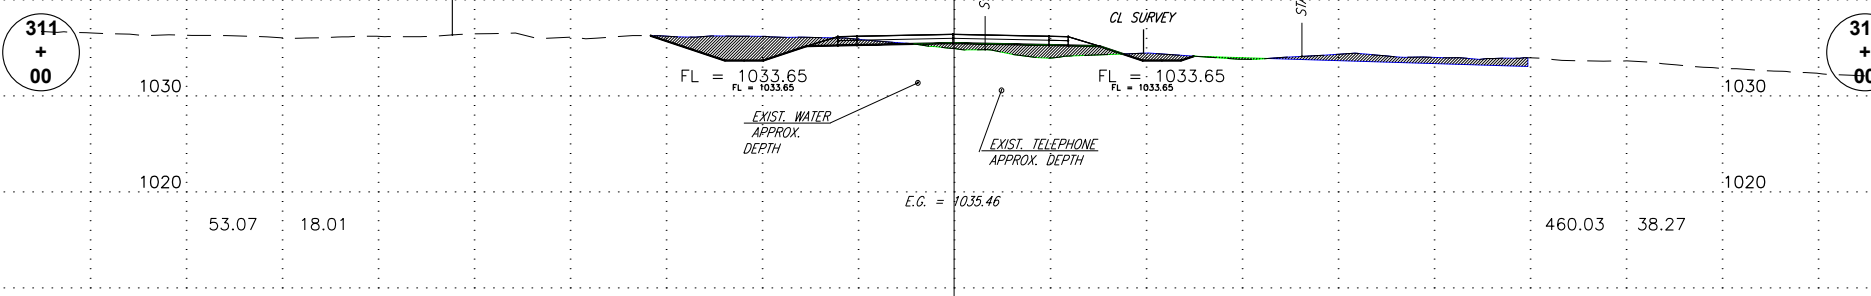 311
+
00
CL SURVEY
31
+
00
FL = 1033.65
FL = 1033.65
FL = 1033.65
FL = 1033.65
1030
1030
EXIST. WATER
APPROX.
DEPTH
EXIST. TELEPHONE
APPROX. DEPTH
1020
1020
E.G. = 1035.46
53.07
18.01
460.03
38.27